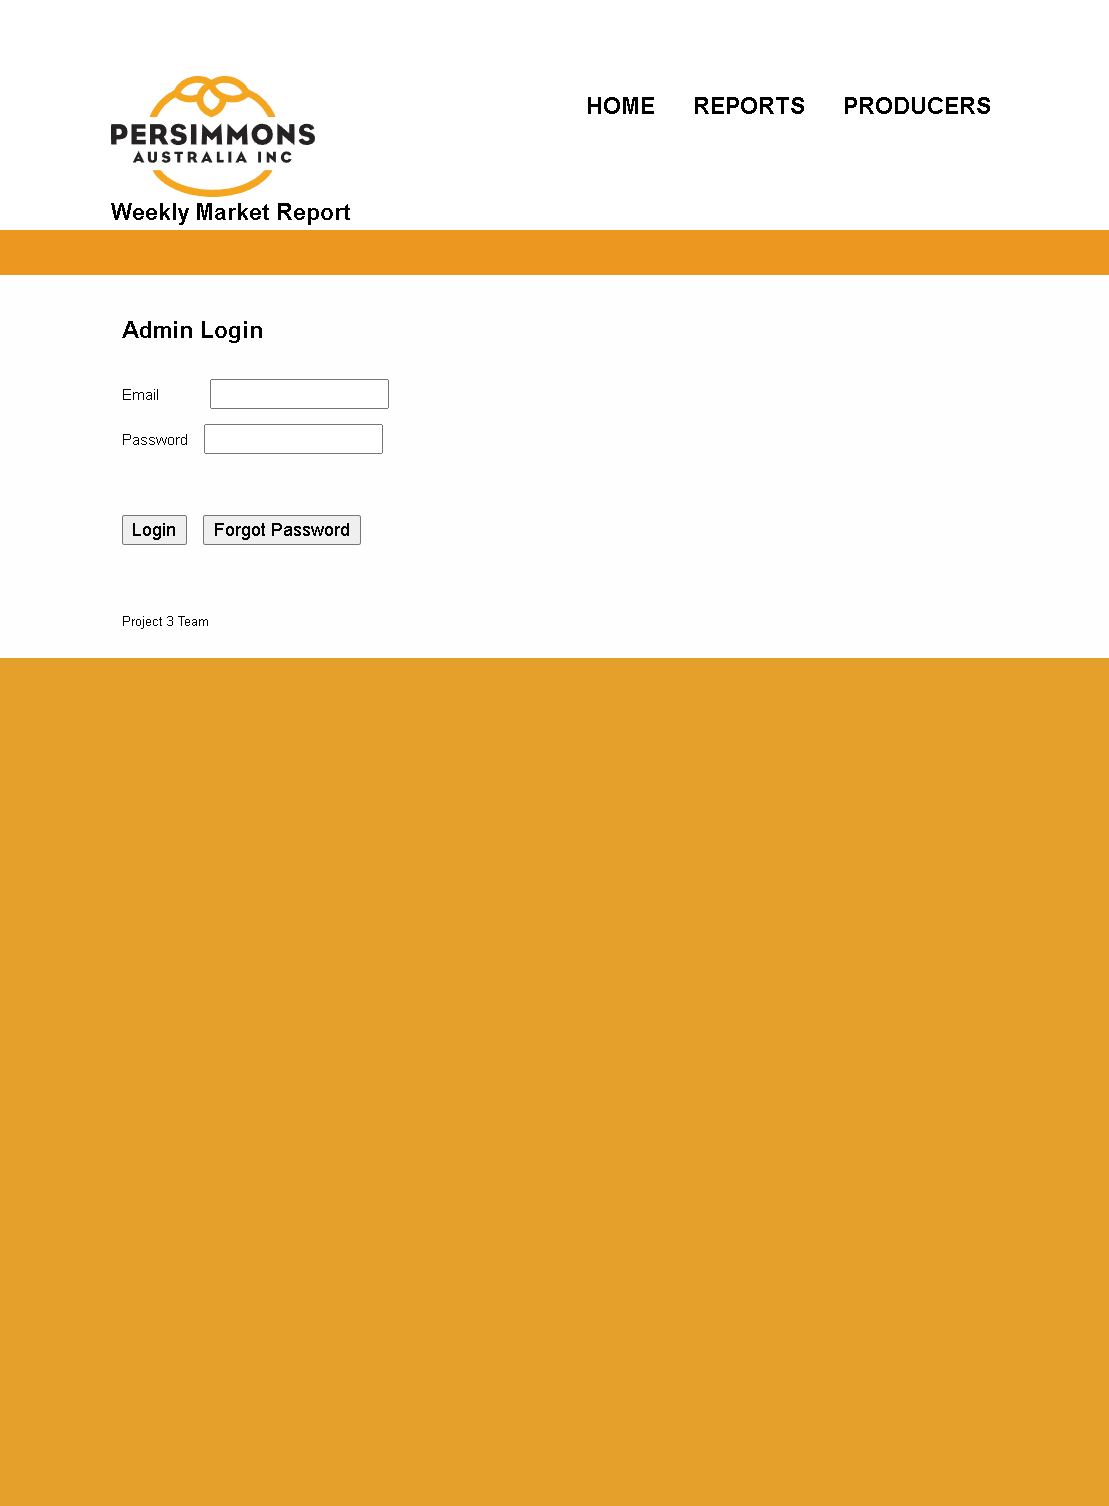 HOME REPORTS PRODUCERS
PERSIMMONS
AUSTRALIA INC
Weekly Market Report
Admin Login
Email
Password
Login Forgot Password
Project 3 Team